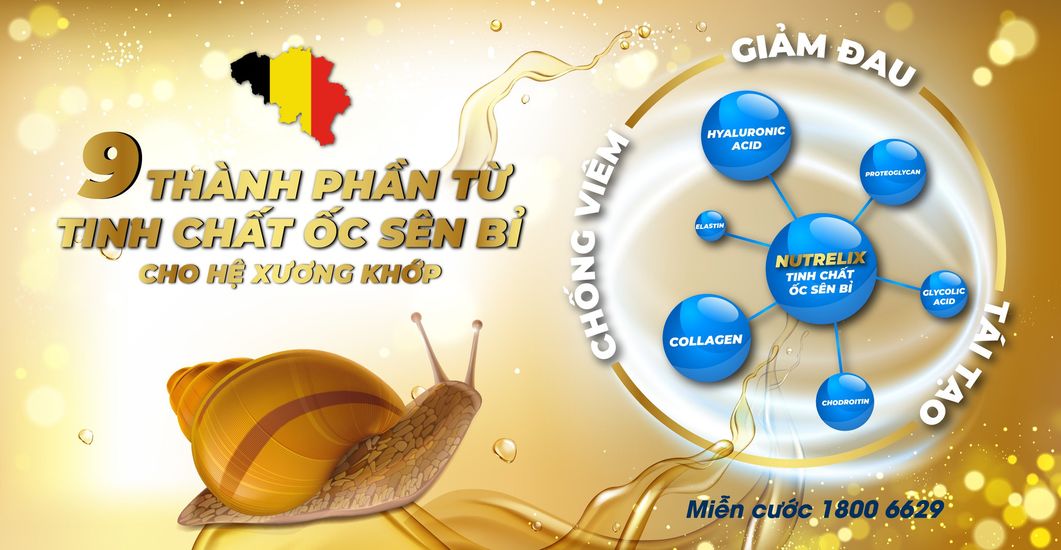 9 THÀNH PHẦN TỪ
TINH CHẤT ỐC SÊN BỈ
CHO HỆ XƯƠNG KHỚP
GIẢM ĐAU
CHỐNG VIÊM
TÁI TẠO
HYALURONIC
ACID
PROTEOGLYCAN
ELASTIN
NUTRELIX
TINH CHẤT
ỐC SÊN BỈ
GLYCOLIC
ACID
COLLAGEN
CHODROITIN
Miễn cước 1800 6629